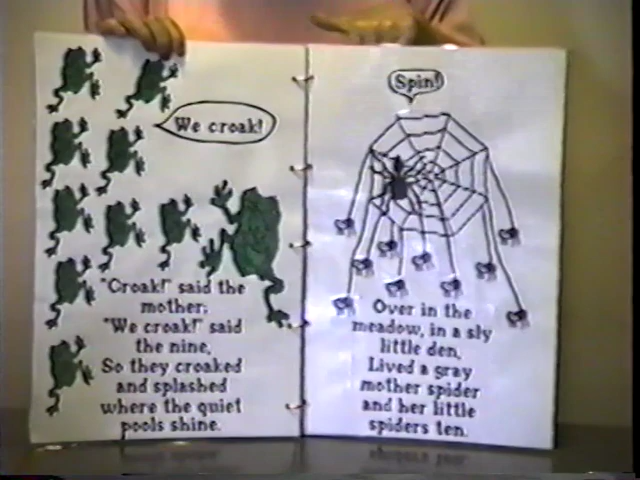 We croak!
"Croak!" said the
mother;
"We croak!" said
the nine,
So they croaked
and splashed
where the quiet
pools shine.
Spin!
Over in the
meadow, in a sly
little den,
Lived a gray
mother spider
and her little
spiders ten.